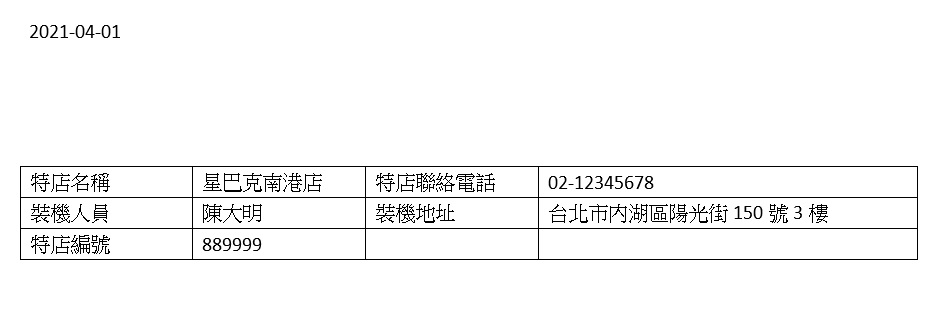 2021-04-01
特店名稱 星巴克南港店 特店聯絡電話 02-12345678
裝機人員 陳大明 裝機地址 台北市內湖區陽光街 150 號 3 樓
特店編號 889999